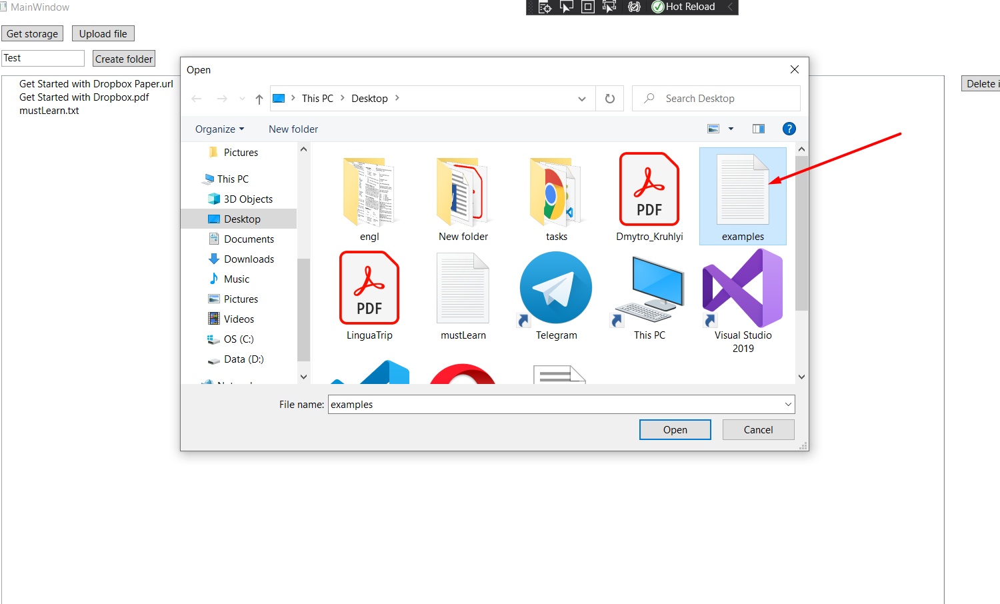 MainWindow
Hot Reload
Get storage
Upload file
Test
Create folder
Get Started with Dropbox Paper.url
Get Started with Dropbox.pdf
mustLearn.txt
Delete i
Open
This PC
Desktop
Search Desktop
Organize
New folder
?
Pictures
This PC
3D Objects
Desktop
Documents
Downloads
Music
Pictures
Videos
OS (C:)
Data (D:)
engl
New folder
tasks
PDF
Dmytro_Kruhlyi
examples
PDF
LinguaTrip
mustLearn
Telegram
This PC
Visual Studio
2019
File name:
examples
Open
Cancel